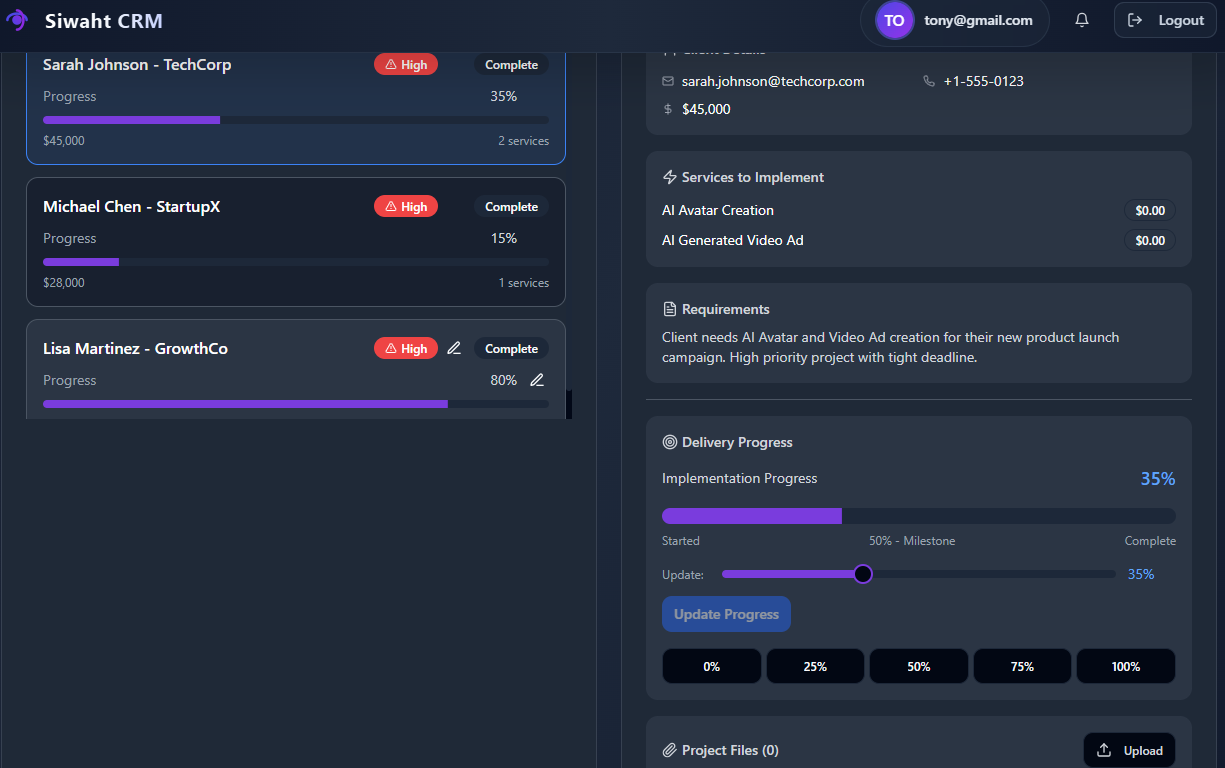 Siwaht CRM
TO tony@gmail.com
Logout
Sarah Johnson - TechCorp
High
Complete
Progress
35%
$45,000
2 services
Michael Chen - StartupX
High
Complete
Progress
15%
$28,000
1 services
Lisa Martinez - GrowthCo
High
Complete
Progress
80%
Client Details
sarah.johnson@techcorp.com
+1-555-0123
$45,000
Services to Implement
AI Avatar Creation
$0.00
AI Generated Video Ad
$0.00
Requirements
Client needs AI Avatar and Video Ad creation for their new product launch
campaign. High priority project with tight deadline.
Delivery Progress
Implementation Progress
35%
Started
50% - Milestone
Complete
Update:
35%
Update Progress
0%
25%
50%
75%
100%
Project Files (0)
Upload